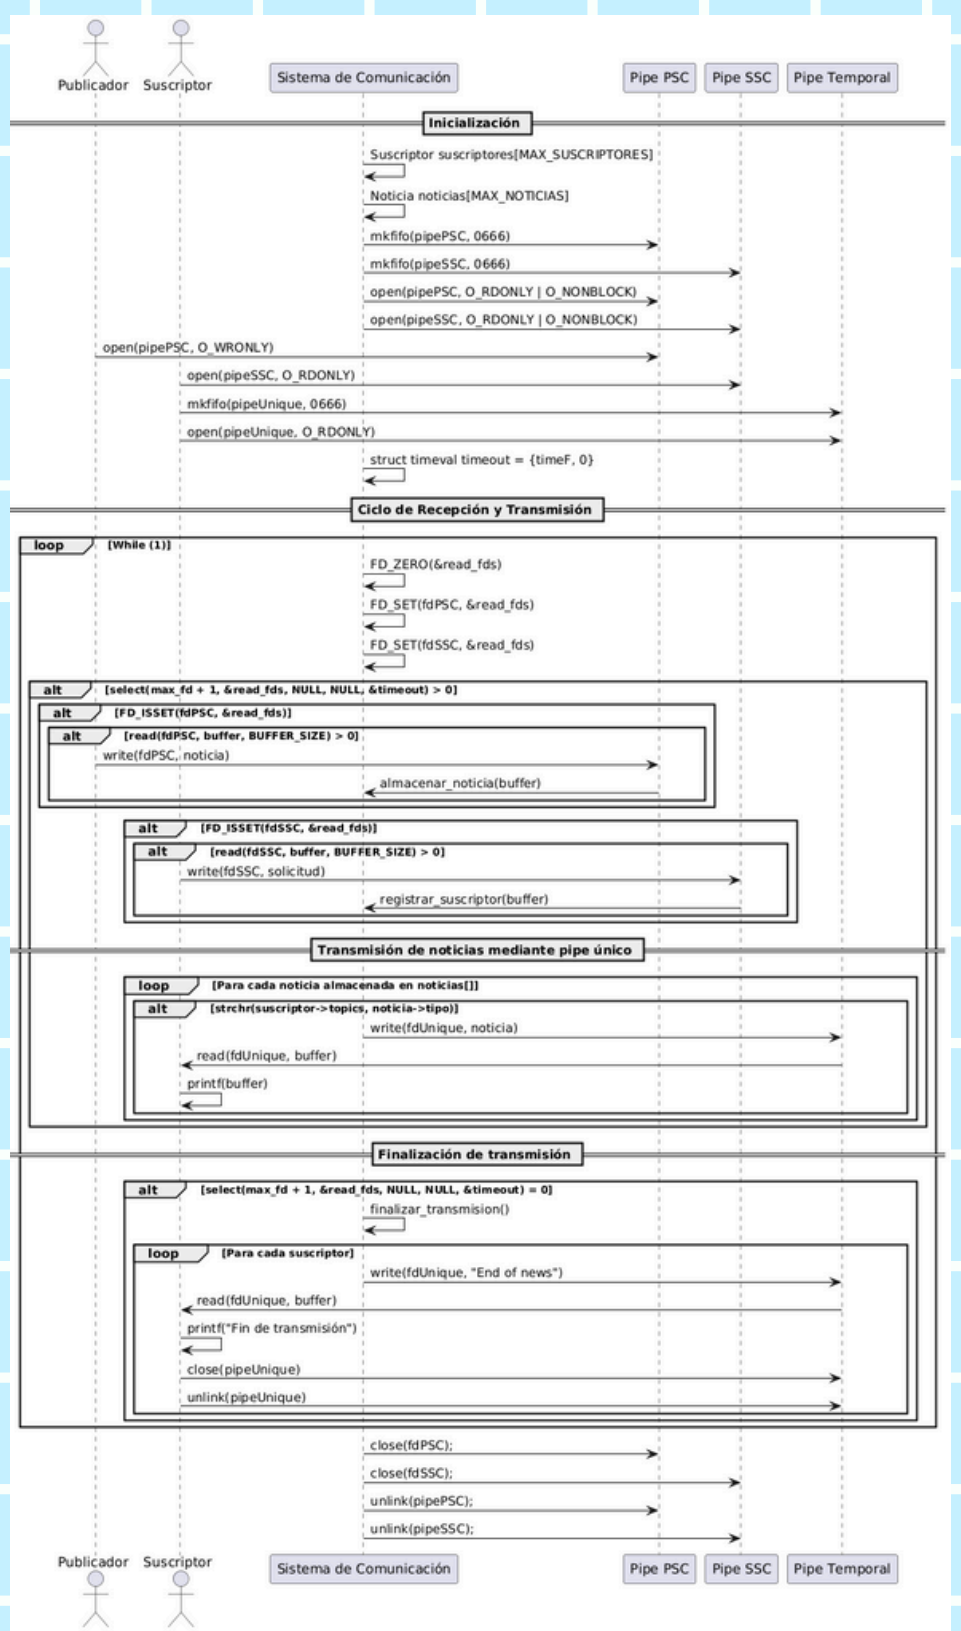 Publicador
Suscriptor
Sistema de Comunicación
Pipe PSC
Pipe SSC
Pipe Temporal
Inicialización
Suscriptor suscriptores[MAX_SUSCRIPTORES]
Noticia noticias[MAX_NOTICIAS]
mkfifo(pipePSC, 0666)
mkfifo(pipeSSC, 0666)
open(pipePSC, O_RDONLY | O_NONBLOCK)
open(pipeSSC, O_RDONLY | O_NONBLOCK)
open(pipePSC, O_WRONLY)
open(pipeSSC, O_RDONLY)
mkfifo(pipeUnique, 0666)
open(pipeUnique, O_RDONLY)
struct timeval timeout = {timeF, 0}
Ciclo de Recepción y Transmisión
loop [While (1)]
FD_ZERO(&read_fds)
FD_SET(fdPSC, &read_fds)
FD_SET(fdSSC, &read_fds)
alt [select(max_fd + 1, &read_fds, NULL, NULL, &timeout) > 0]
alt [FD_ISSET(fdPSC, &read_fds)]
alt [read(fdPSC, buffer, BUFFER_SIZE) > 0]
write(fdPSC, noticia)
almacenar_noticia(buffer)
alt [FD_ISSET(fdSSC, &read_fds)]
alt [read(fdSSC, buffer, BUFFER_SIZE) > 0]
write(fdSSC, solicitud)
registrar_suscriptor(buffer)
Transmisión de noticias mediante pipe único
loop [Para cada noticia almacenada en noticias[]]
alt [strchr(suscriptor->topics, noticia->tipo)]
write(fdUnique, noticia)
read(fdUnique, buffer)
printf(buffer)
Finalización de transmisión
alt [select(max_fd + 1, &read_fds, NULL, NULL, &timeout) = 0]
finalizar_transmision()
loop [Para cada suscriptor]
write(fdUnique, "End of news")
read(fdUnique, buffer)
printf("Fin de transmisión")
close(pipeUnique)
unlink(pipeUnique)
close(fdPSC);
close(fdSSC);
unlink(pipePSC);
unlink(pipeSSC);
Publicador
Suscriptor
Sistema de Comunicación
Pipe PSC
Pipe SSC
Pipe Temporal